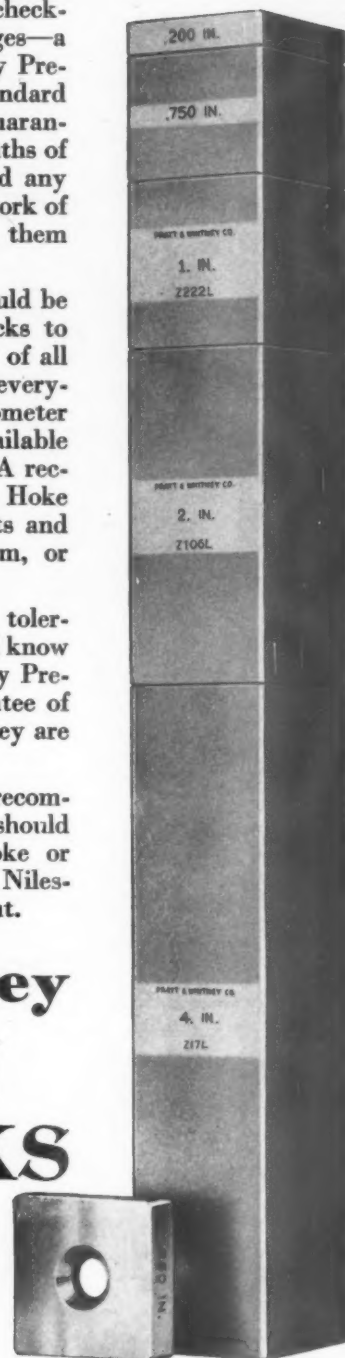 check-
ges—a
y Pre-
ndard
uaran-
ths of
d any
ork of
them
uld be
cks to
of all
every-
ometer
ailable
A rec-
Hoke
ts and
m, or
toler-
know
y Pre-
tee of
ey are
recom-
should
ke or
Niles-
nt.
ey
KS
.200 IN.
.750 IN.
PRATT & WHITNEY CO.
1. IN.
Z222L
PRATT & WHITNEY CO.
2. IN.
Z106L
PRATT & WHITNEY CO.
4. IN.
Z17L